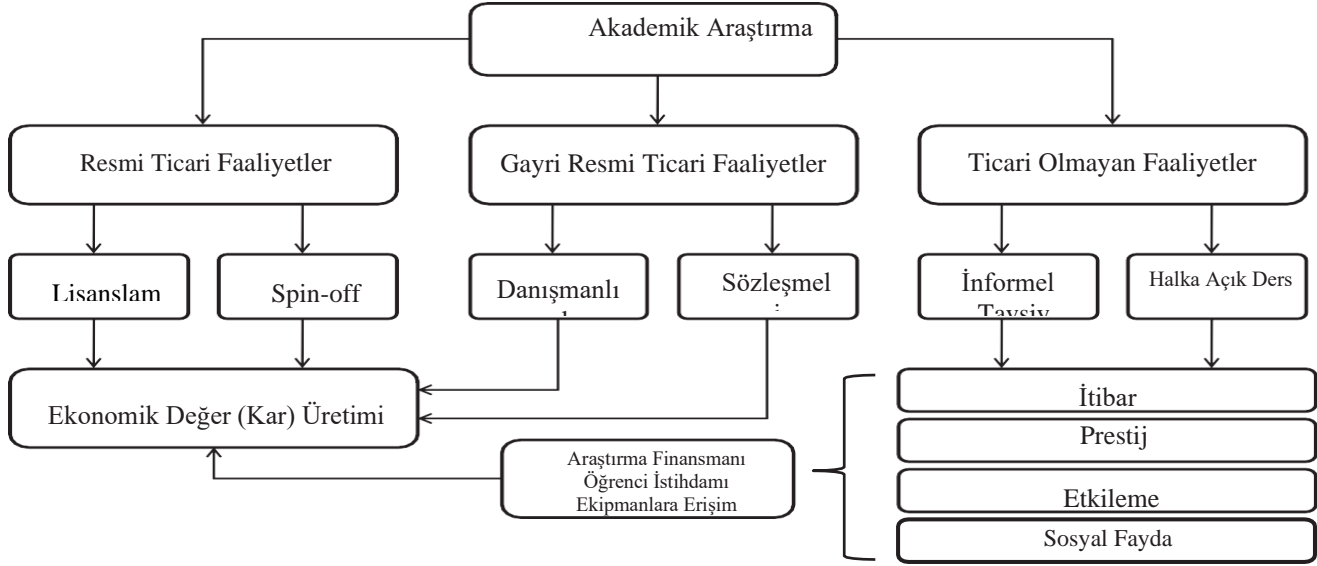 Akademik Araştırma
Resmi Ticari Faaliyetler
Gayri Resmi Ticari Faaliyetler
Ticari Olmayan Faaliyetler
Lisanslam
Spin-off
Danışmanlı
Sözleşmel
İnformel
Tavsiy
Halka Açık Ders
Ekonomik Değer (Kar) Üretimi
Araştırma Finansmanı
Öğrenci İstihdamı
Ekipmanlara Erişim
İtibar
Prestij
Etkileme
Sosyal Fayda